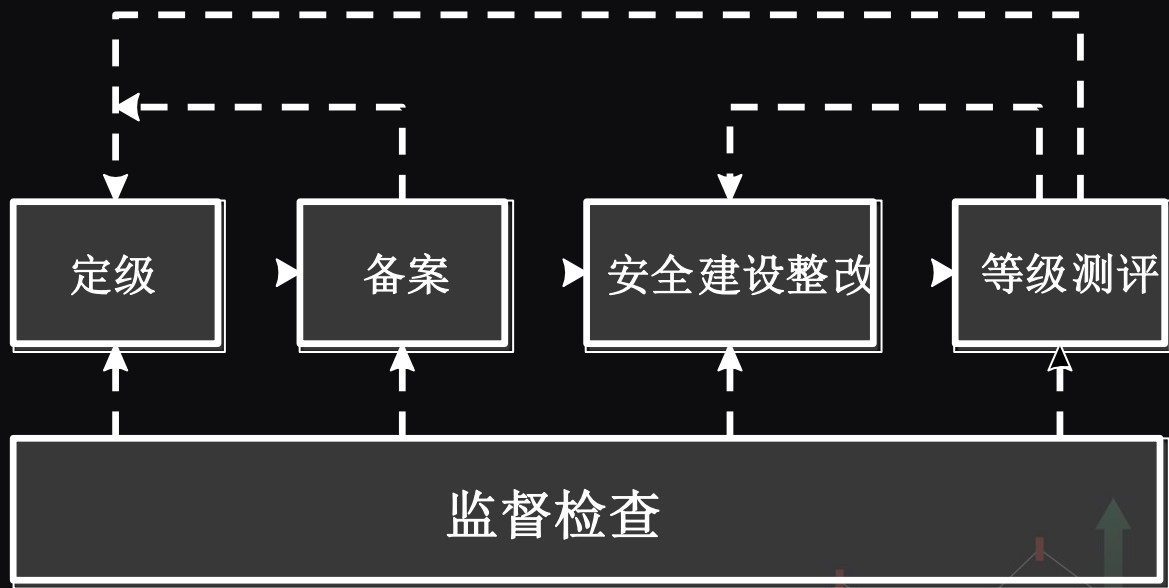 定级
备案
安全建设整改
等级测评
监督检查